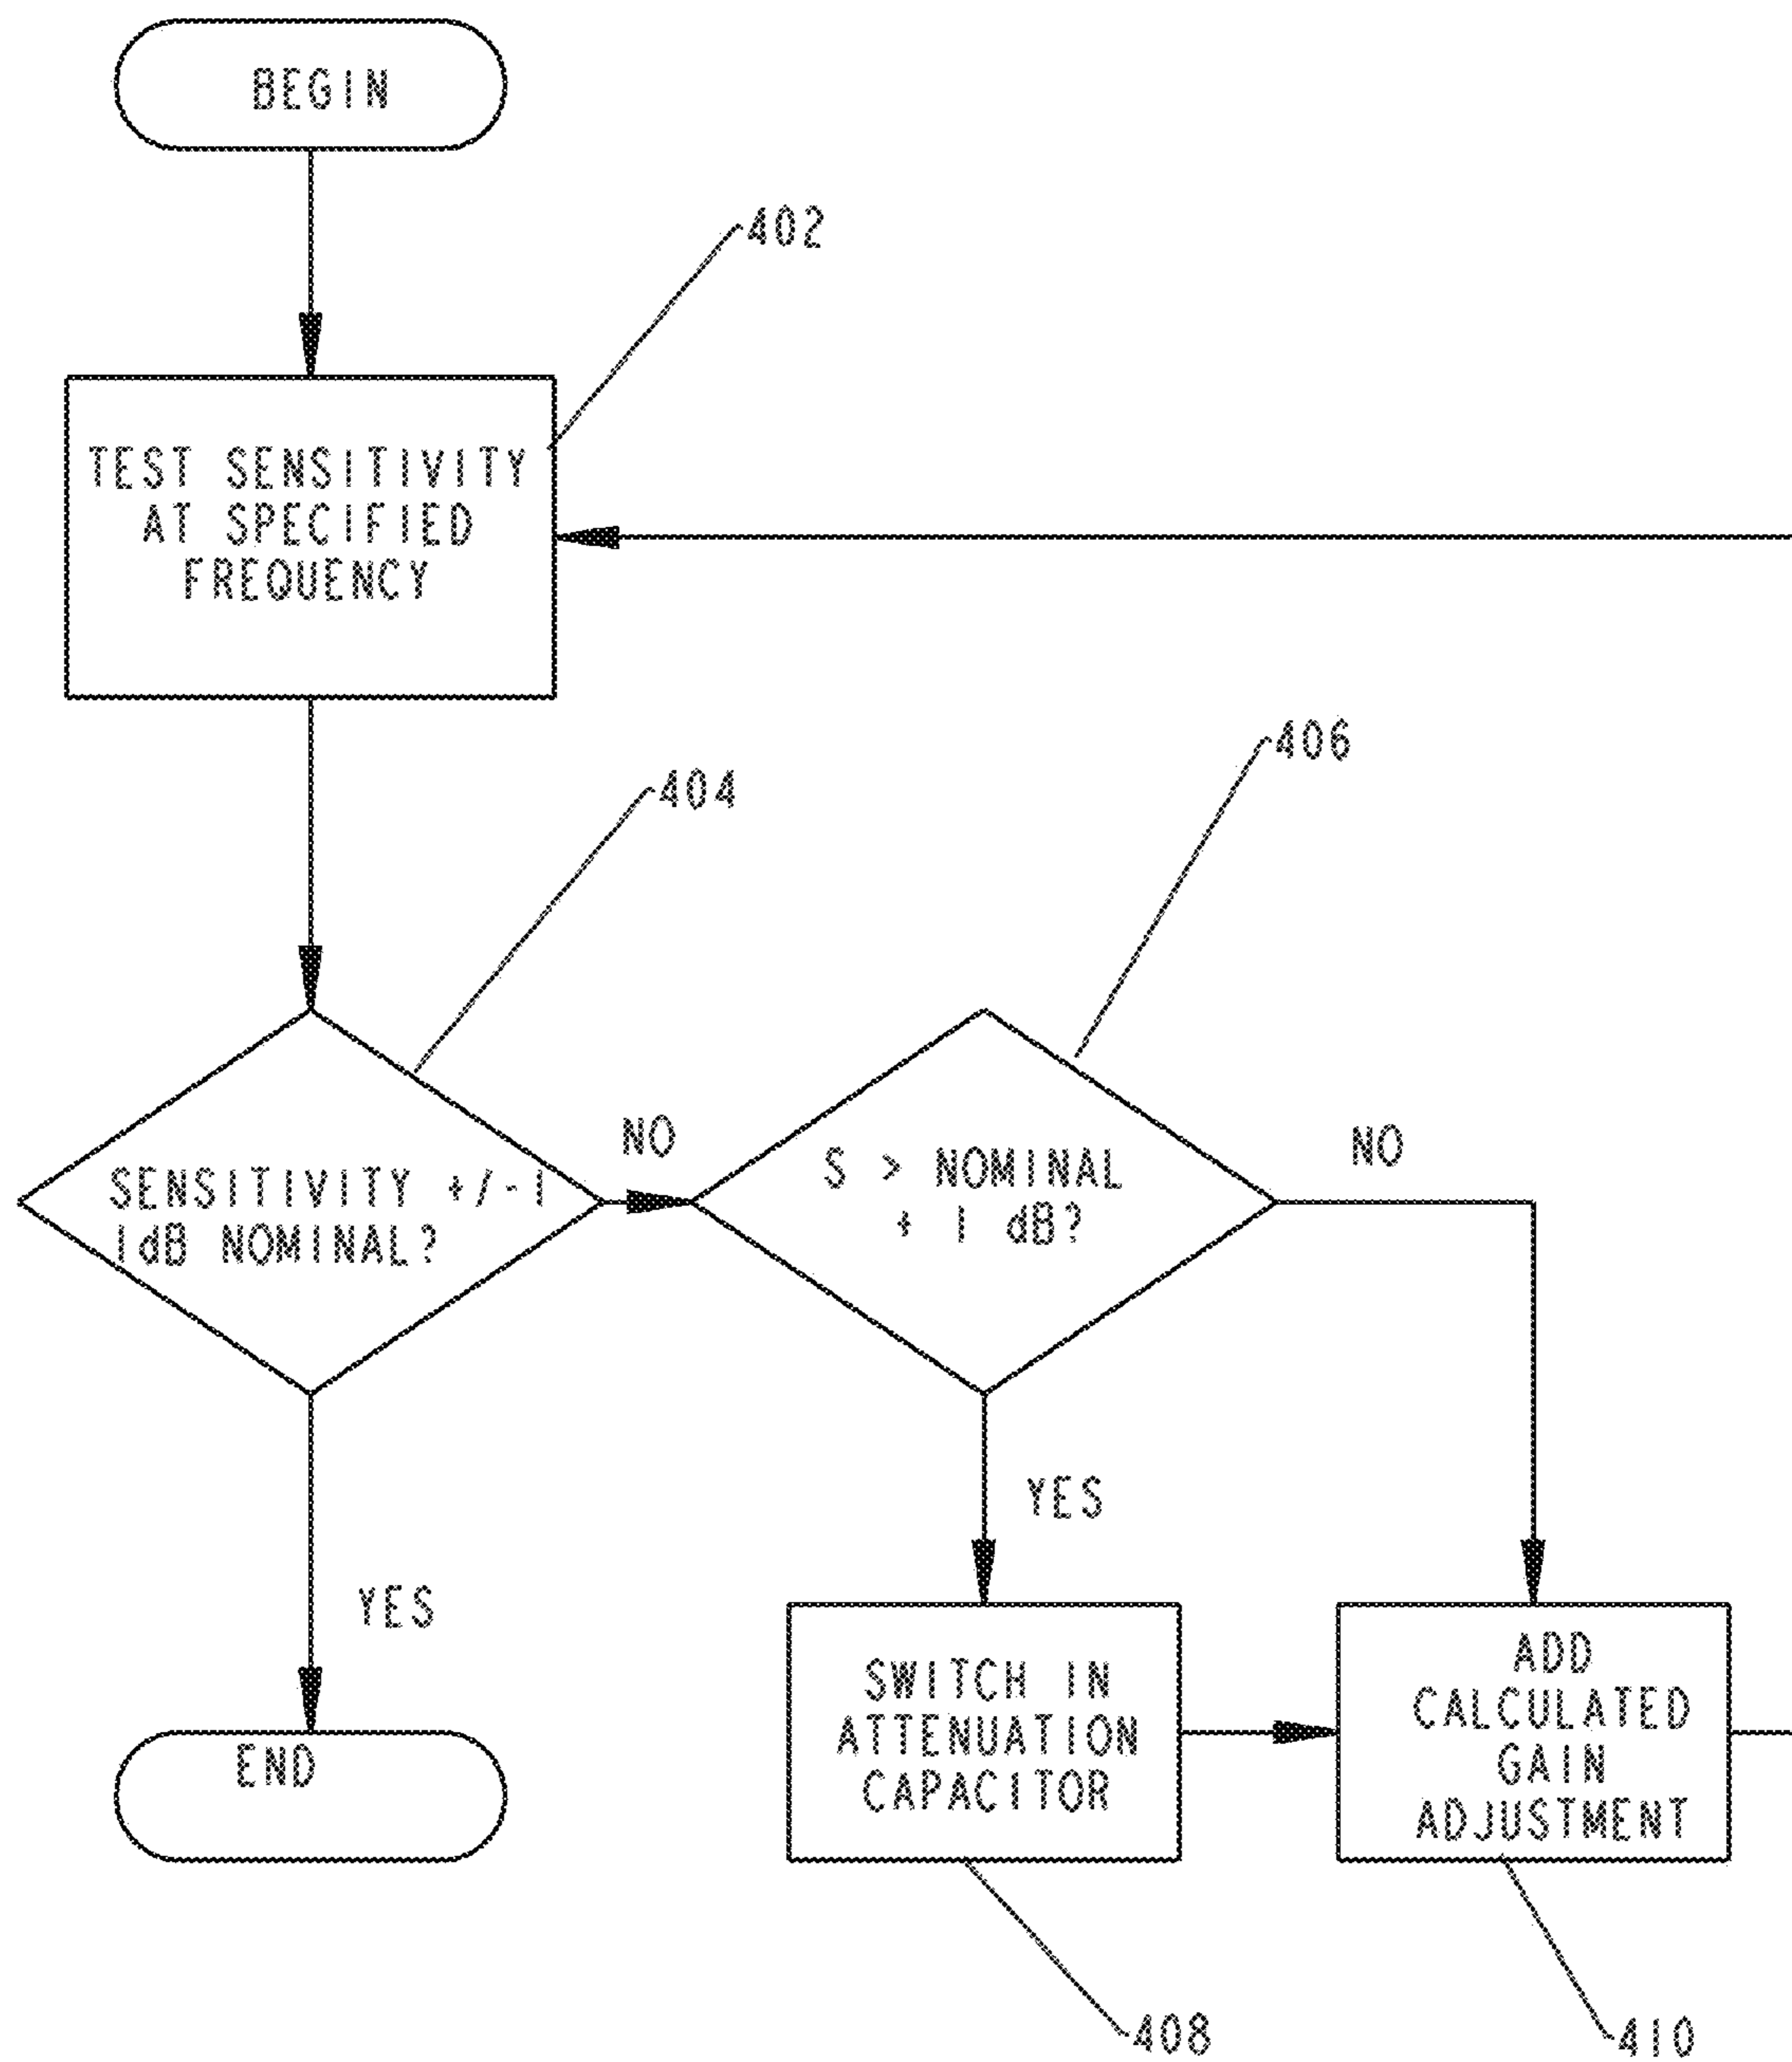 BEGIN
402
TEST SENSITIVITY
AT SPECIFIED
FREQUENCY
406
404
NO
NO
SENSITIVITY +/-1
1dB NOMINAL?
S > NOMINAL
+ 1 dB?
YES
YES
SWITCH IN
ATTENUATION
CAPACITOR
ADD
CALCULATED
GAIN
ADJUSTMENT
END
408
410